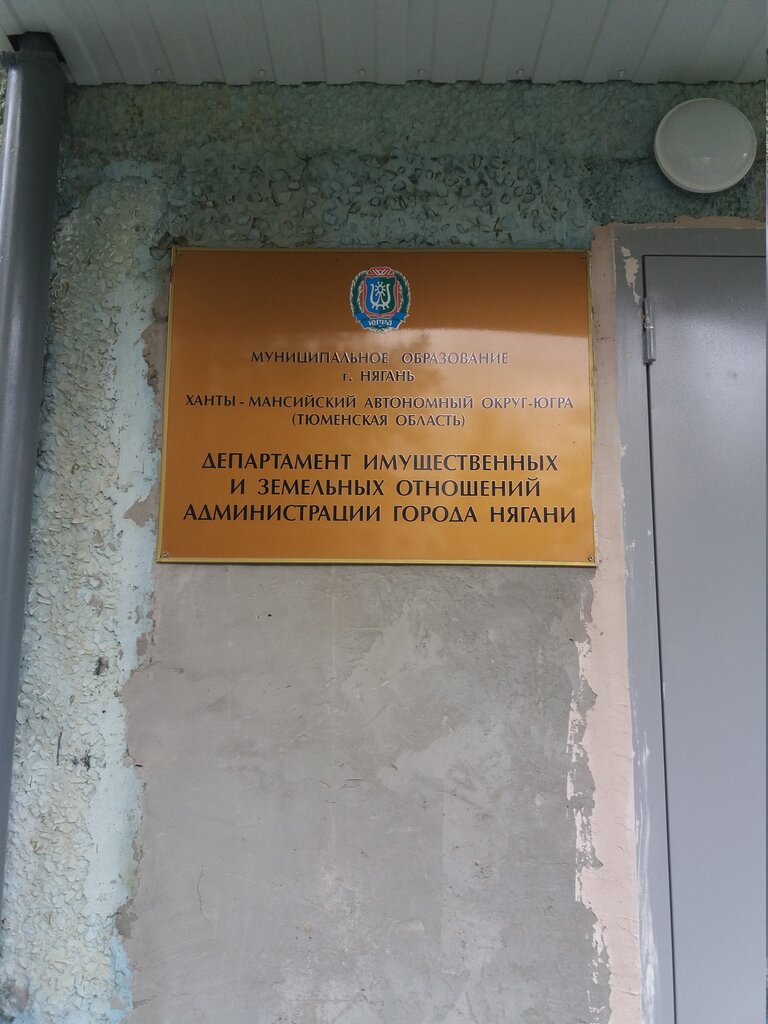 ЮГРА
МУНИЦИПАЛЬНОЕ ОБРАЗОВАНИЕ
г. НЯГАНЬ
ХАНТЫ - МАНСИЙСКИЙ АВТОНОМНЫЙ ОКРУГ-ЮГРА
(ТЮМЕНСКАЯ ОБЛАСТЬ)
ДЕПАРТАМЕНТ ИМУЩЕСТВЕННЫХ
И ЗЕМЕЛЬНЫХ ОТНОШЕНИЙ
АДМИНИСТРАЦИИ ГОРОДА НЯГАНИ